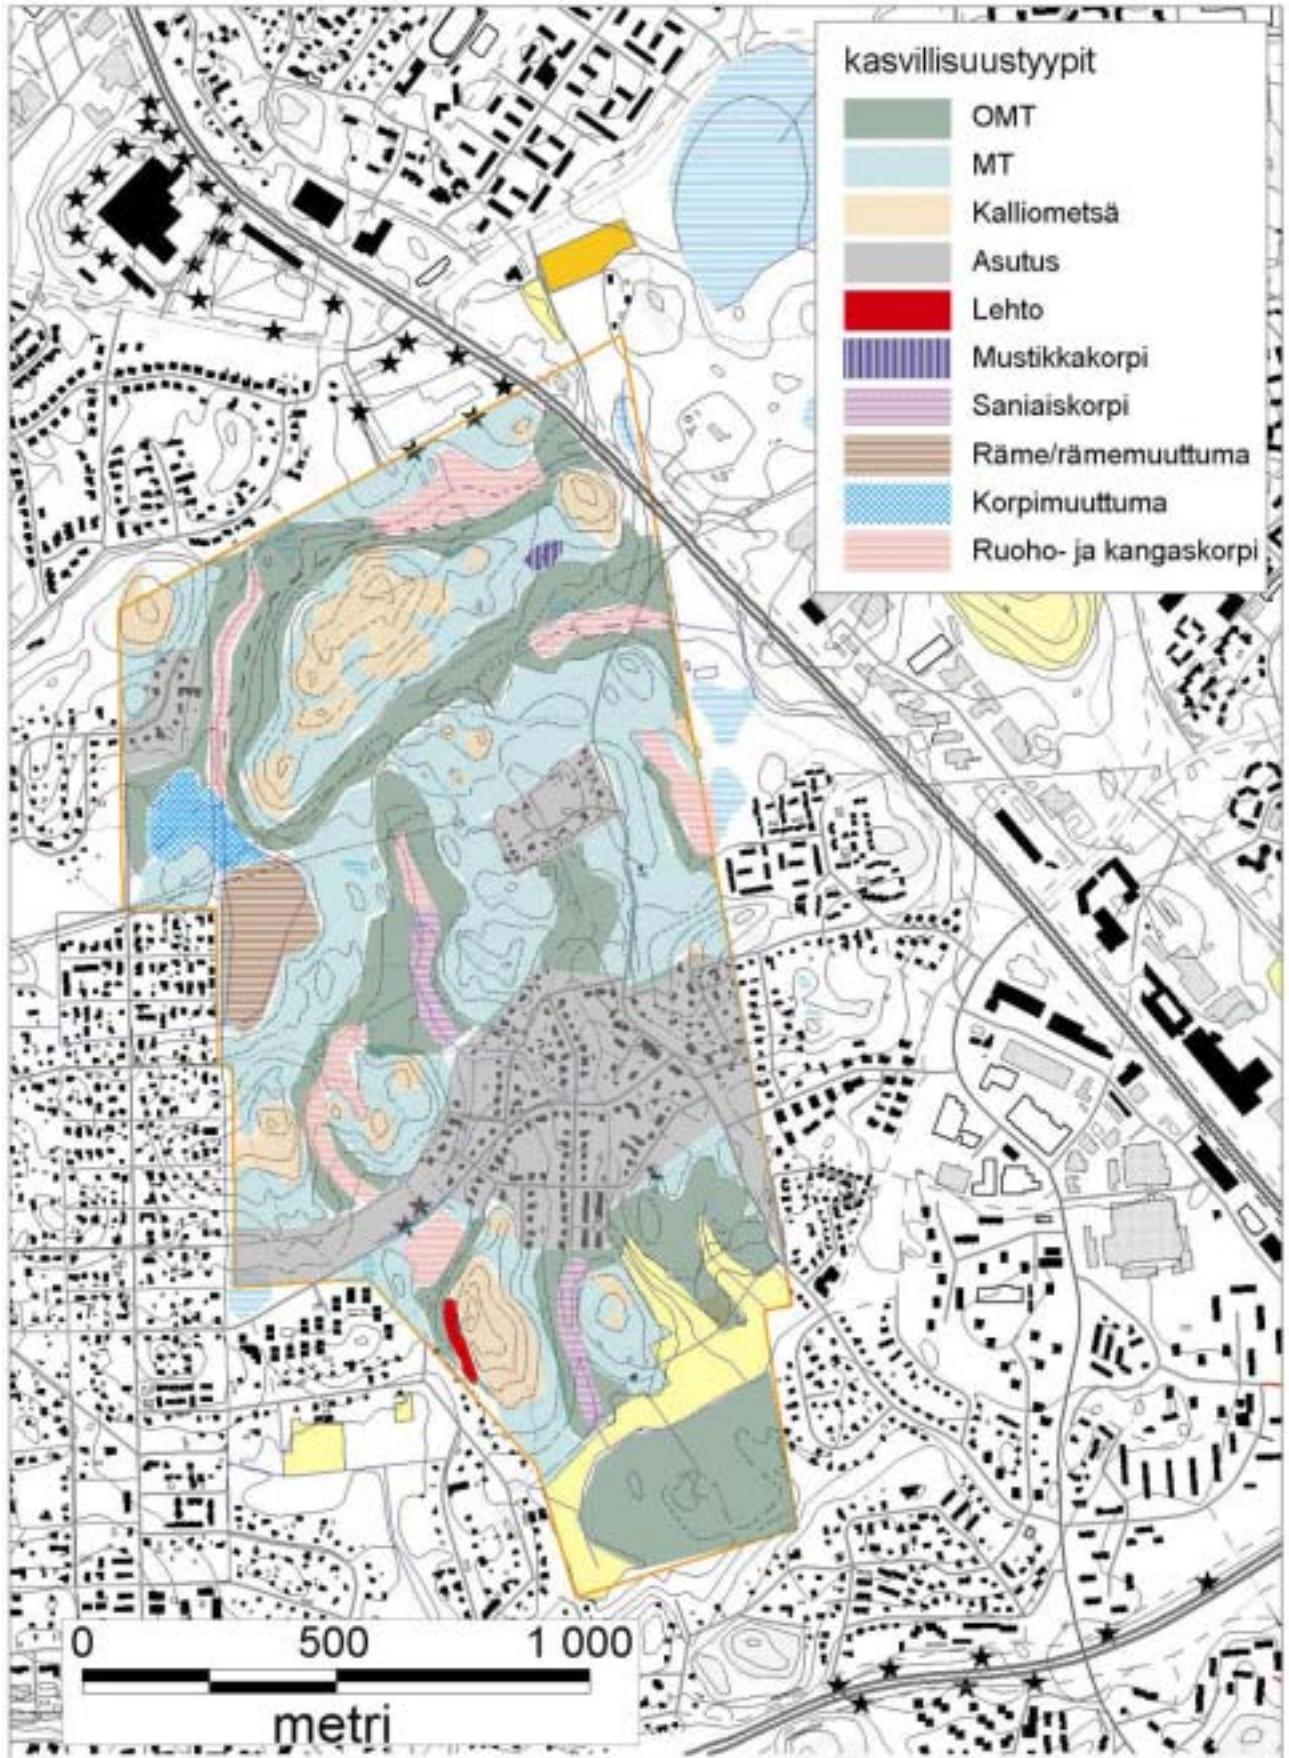 kasvillisuustyypit
OMT
MT
Kalliometsä
Asutus
Lehto
Mustikkakorpi
Saniaiskorpi
Räme/rämemuuttuma
Korpimuuttuma
Ruoho- ja kangaskorpi
0 500 1 000
metri